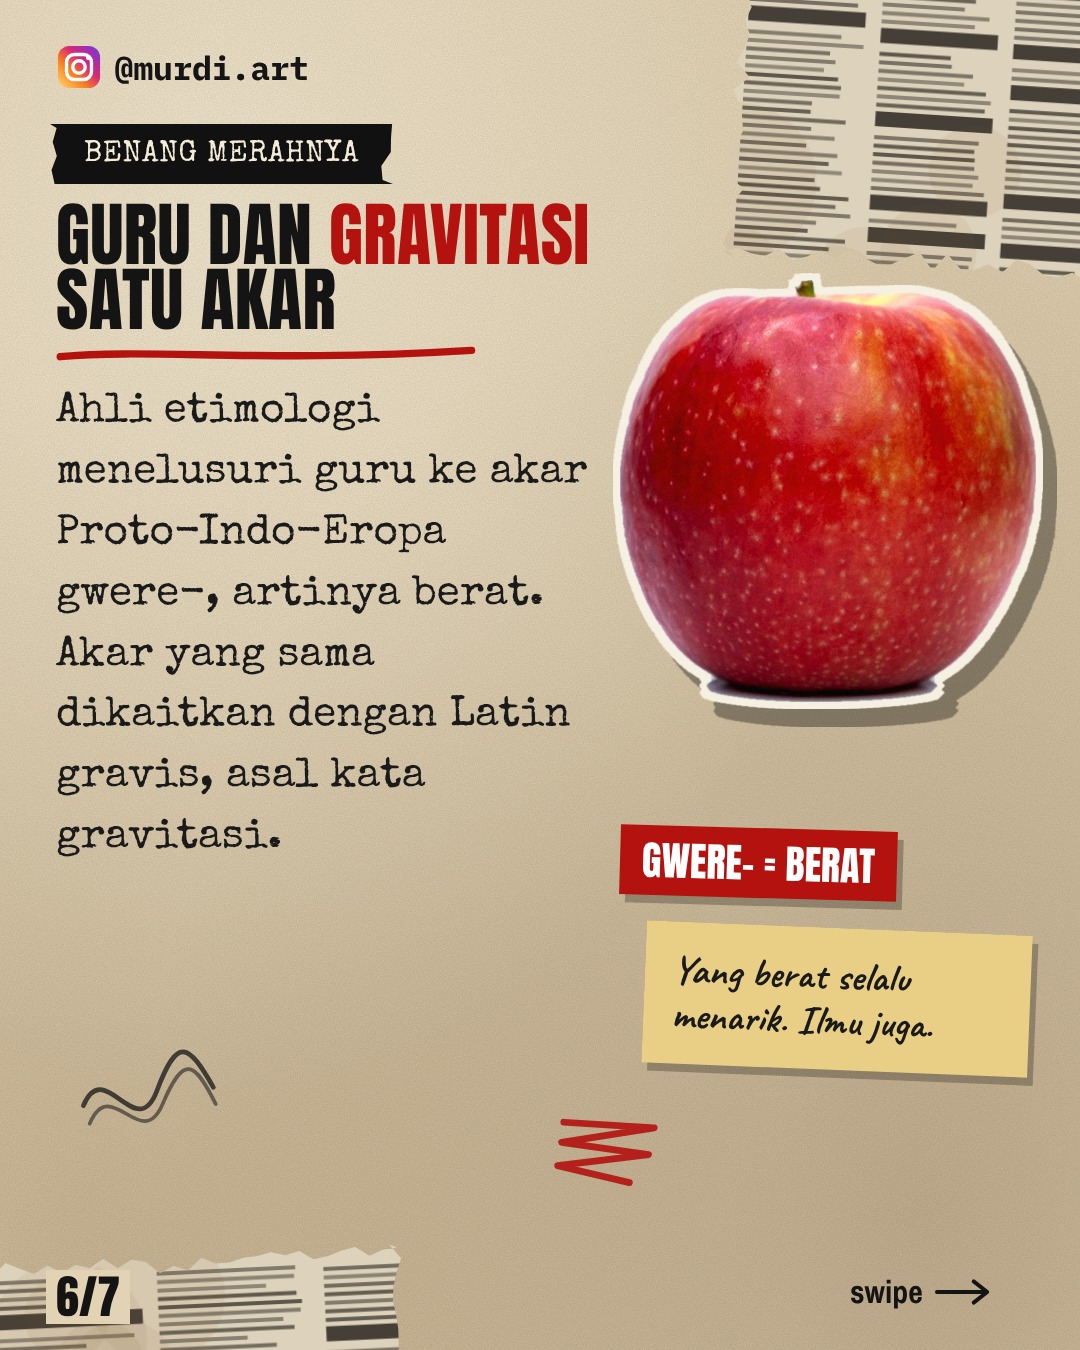 @murdi.art
BENANG MERAHNYA
GURU DAN GRAVITASI
SATU AKAR
Ahli etimologi
menelusuri guru ke akar
Proto-Indo-Eropa
gwere-, artinya berat.
Akar yang sama
dikaitkan dengan Latin
gravis, asal kata
gravitasi.
GWERE- = BERAT
Yang berat selalu
menarik. Ilmu juga.
6/7
swipe →